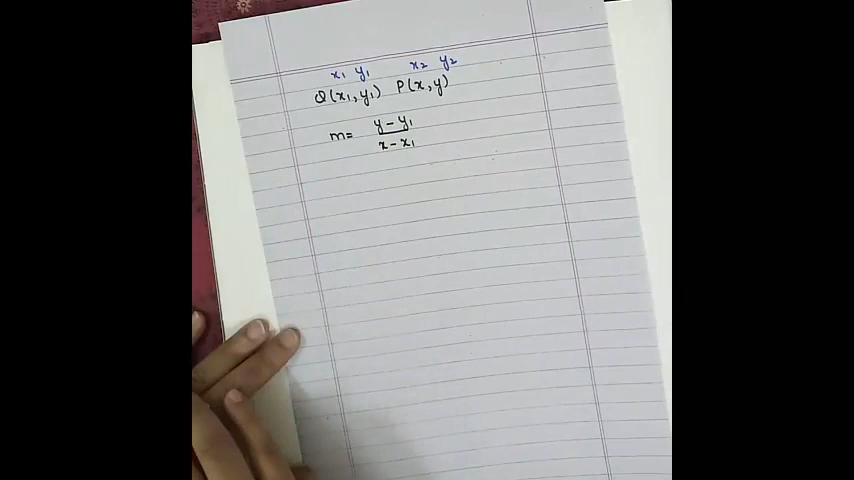 x₁ y₁ x₂ y₂
Q(x₁,y₁) P(x,y)
m= y-y₁
x-x₁